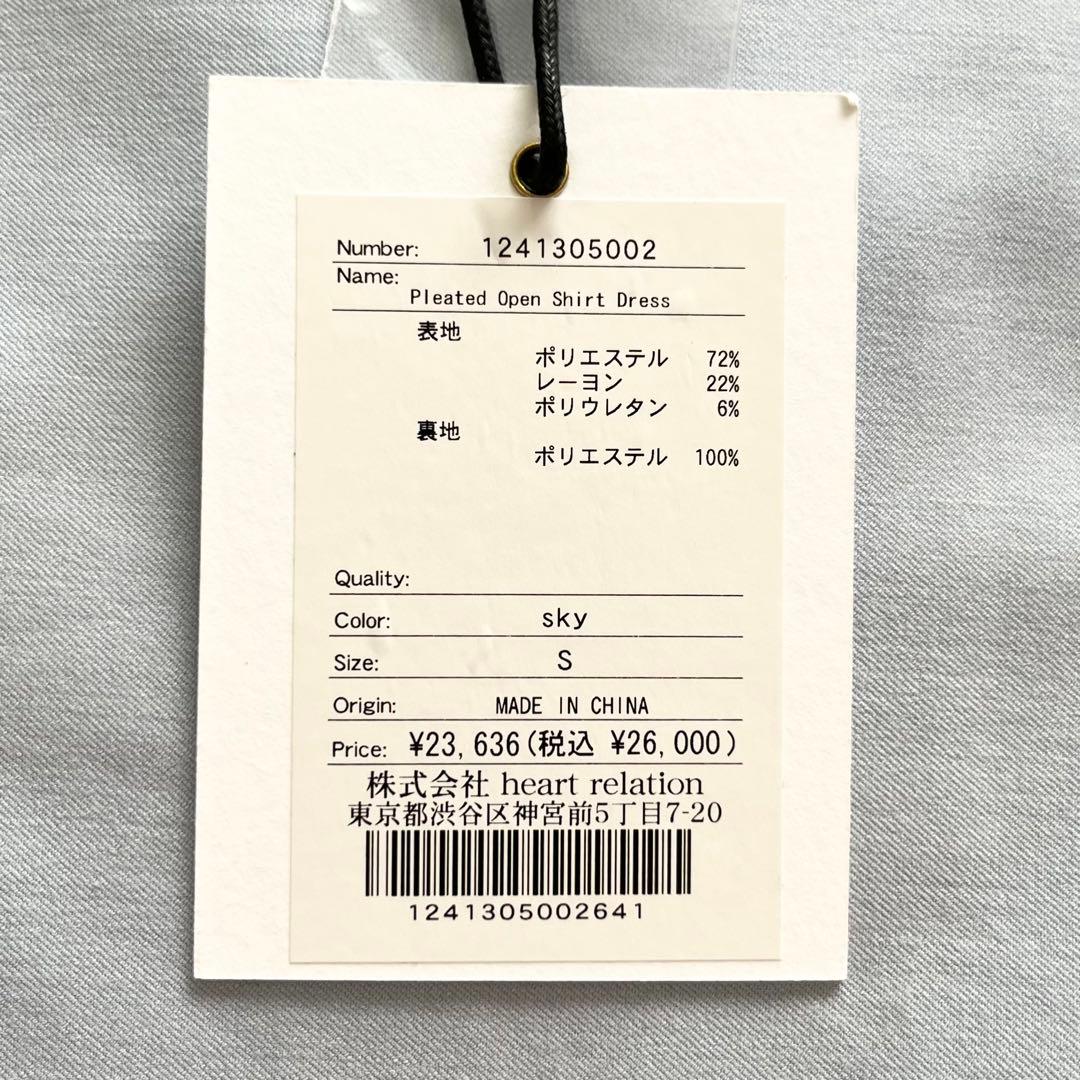 Number: 1241305002
Name:
Pleated Open Shirt Dress
表地
ポリエステル 72%
レーヨン 22%
ポリウレタン 6%
裏地
ポリエステル 100%
Quality:
Color: sky
Size: S
Origin: MADE IN CHINA
Price: ¥23,636(税込 ¥26,000)
株式会社 heart relation
東京都渋谷区神宮前5丁目7-20
1241305002641